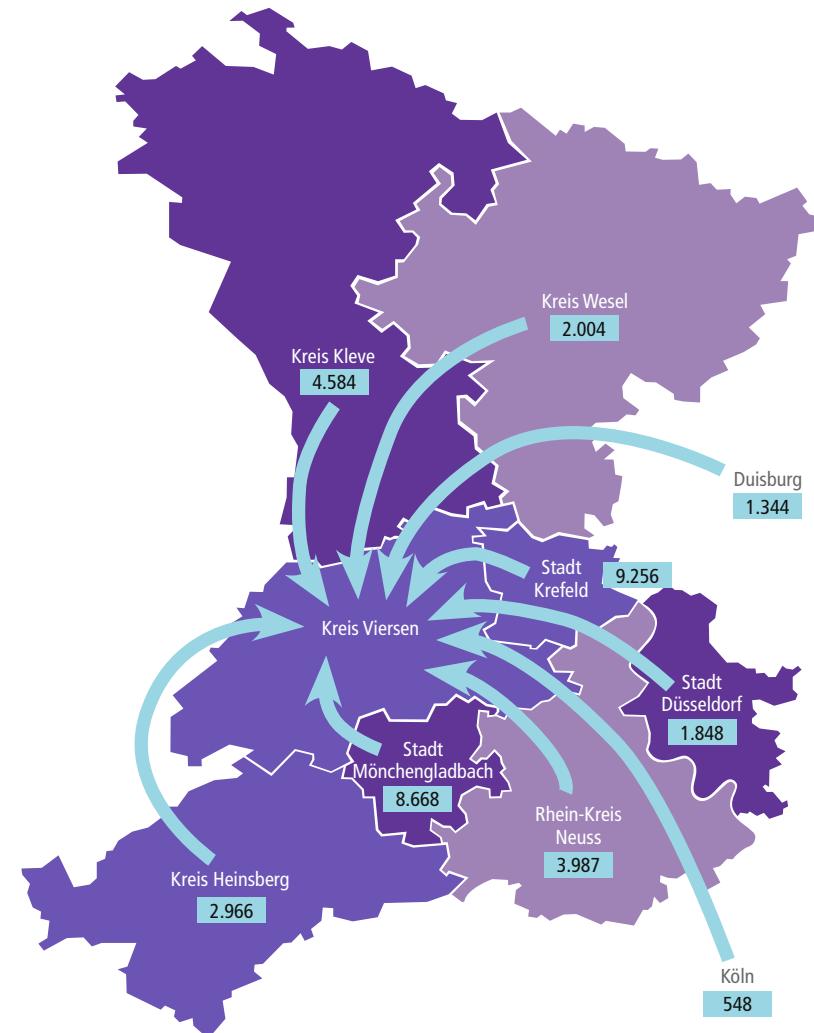 Kreis Wesel
2.004
Kreis Kleve
4.584
Duisburg
1.344
Stadt
Krefeld
9.256
Kreis Viersen
Stadt
Düsseldorf
1.848
Stadt
Mönchengladbach
8.668
Rhein-Kreis
Neuss
3.987
Kreis Heinsberg
2.966
Köln
548